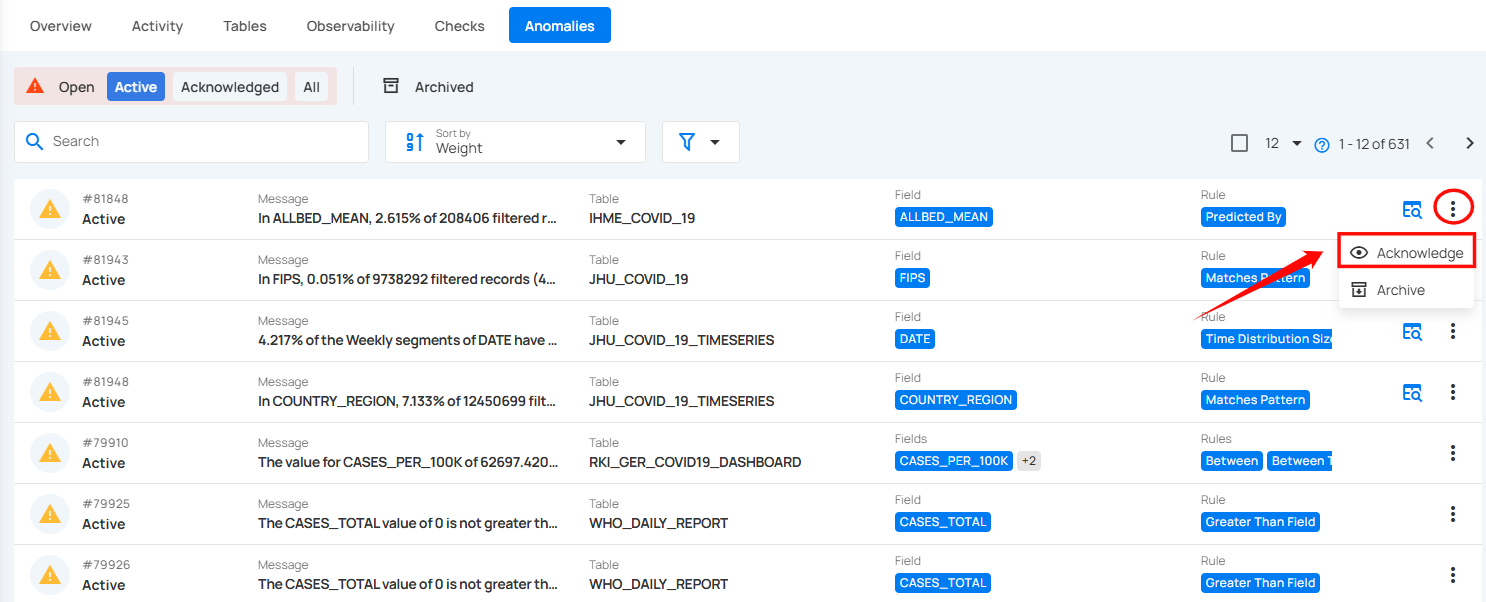 Overview Activity Tables Observability Checks Anomalies
Open Active Acknowledged All Archived
Search
Sort by
Weight
12 1 - 12 of 631
#81848 Message Table Field Rule
Active In ALLBED_MEAN, 2.615% of 208406 filtered r... IHME_COVID_19 ALLBED_MEAN Predicted By
Acknowledge
Archive
#81943 Message Table Field Rule
Active In FIPS, 0.051% of 9738292 filtered records (4... JHU_COVID_19 FIPS Matches Pattern
#81945 Message Table Field Rule
Active 4.217% of the Weekly segments of DATE have ... JHU_COVID_19_TIMESERIES DATE Time Distribution Size
#81948 Message Table Field Rule
Active In COUNTRY_REGION, 7.133% of 12450699 filt... JHU_COVID_19_TIMESERIES COUNTRY_REGION Matches Pattern
#79910 Message Table Fields Rules
Active The value for CASES_PER_100K of 62697.420... RKI_GER_COVID19_DASHBOARD CASES_PER_100K +2 Between Between
#79925 Message Table Field Rule
Active The CASES_TOTAL value of 0 is not greater th... WHO_DAILY_REPORT CASES_TOTAL Greater Than Field
#79926 Message Table Field Rule
Active The CASES_TOTAL value of 0 is not greater th... WHO_DAILY_REPORT CASES_TOTAL Greater Than Field